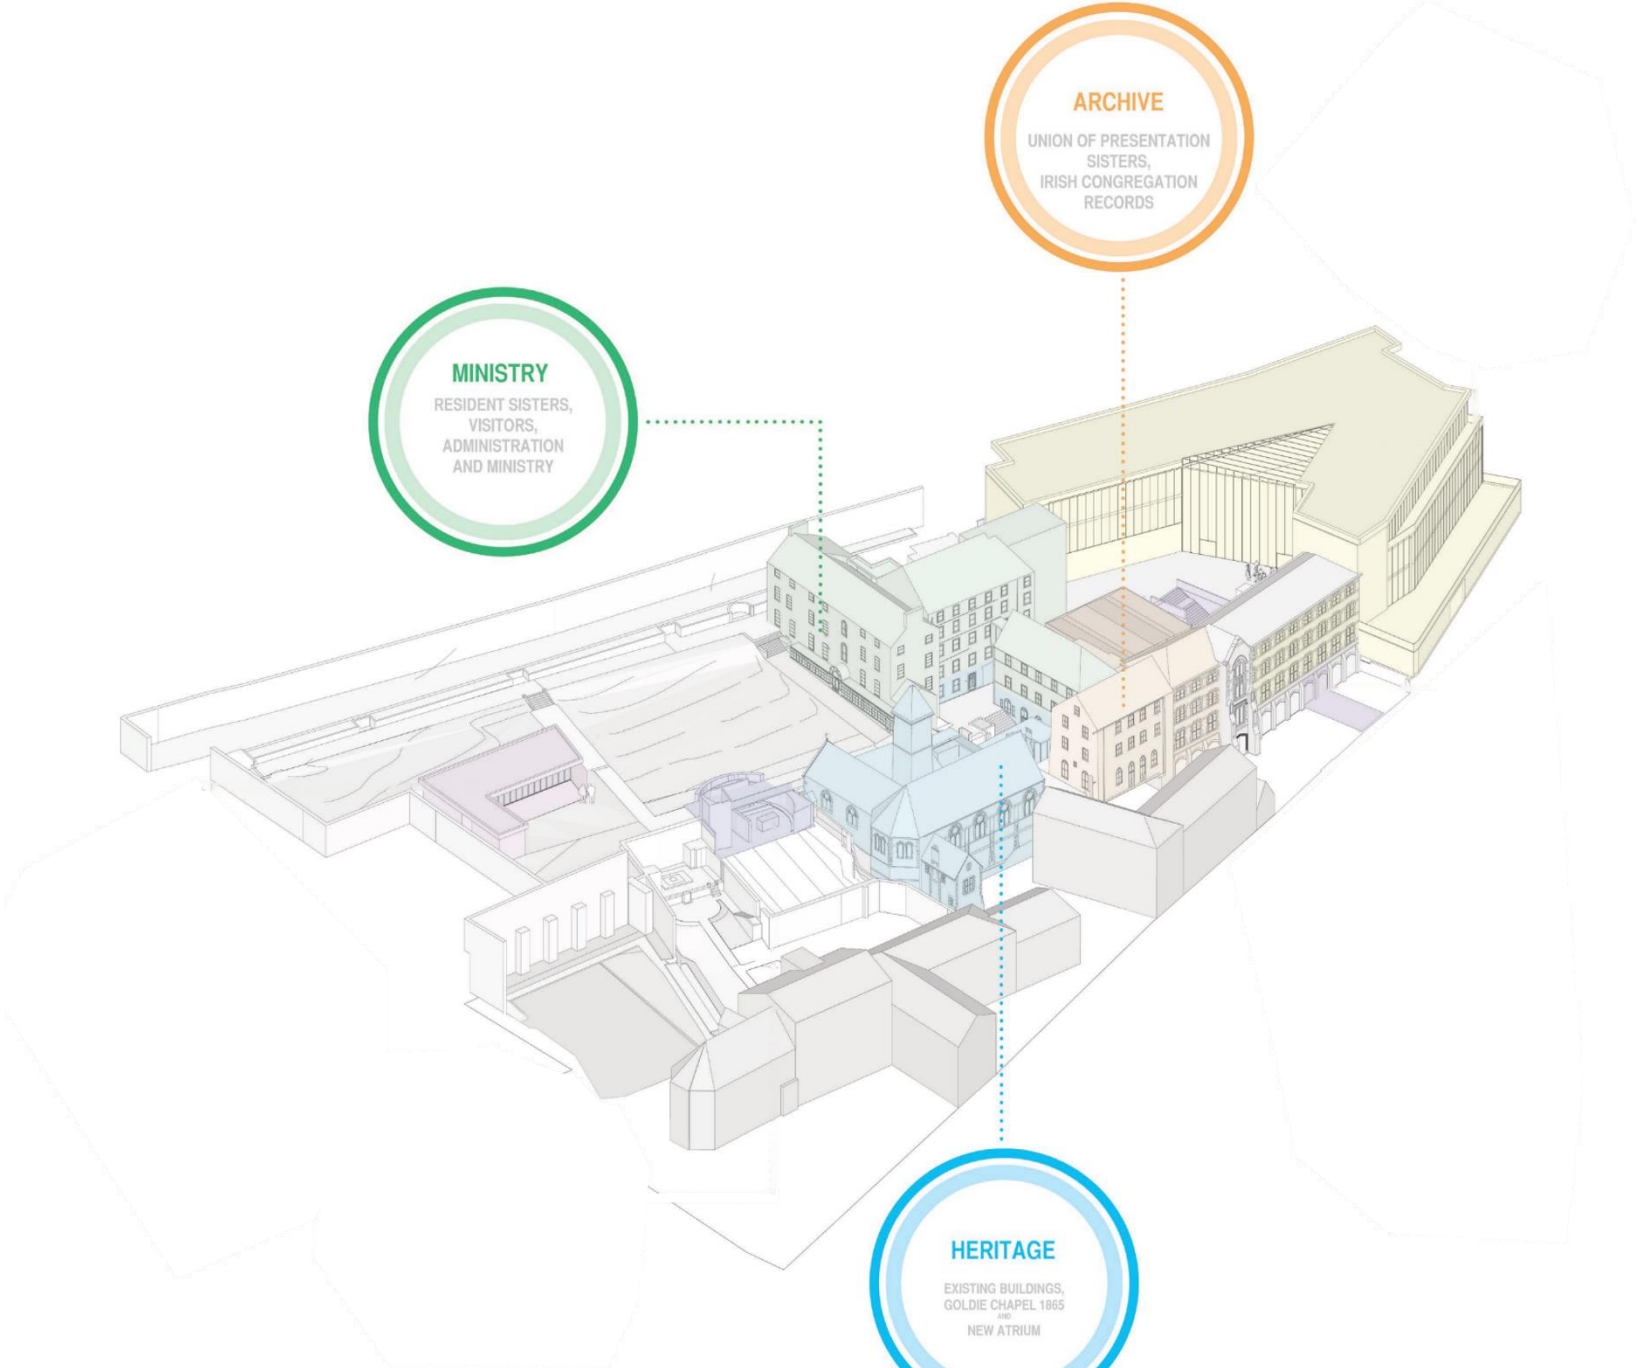 ARCHIVE
UNION OF PRESENTATION
SISTERS,
IRISH CONGREGATION
RECORDS
MINISTRY
RESIDENT SISTERS,
VISITORS,
ADMINISTRATION
AND MINISTRY
HERITAGE
EXISTING BUILDINGS,
GOLDIE CHAPEL 1865
AND
NEW ATRIUM